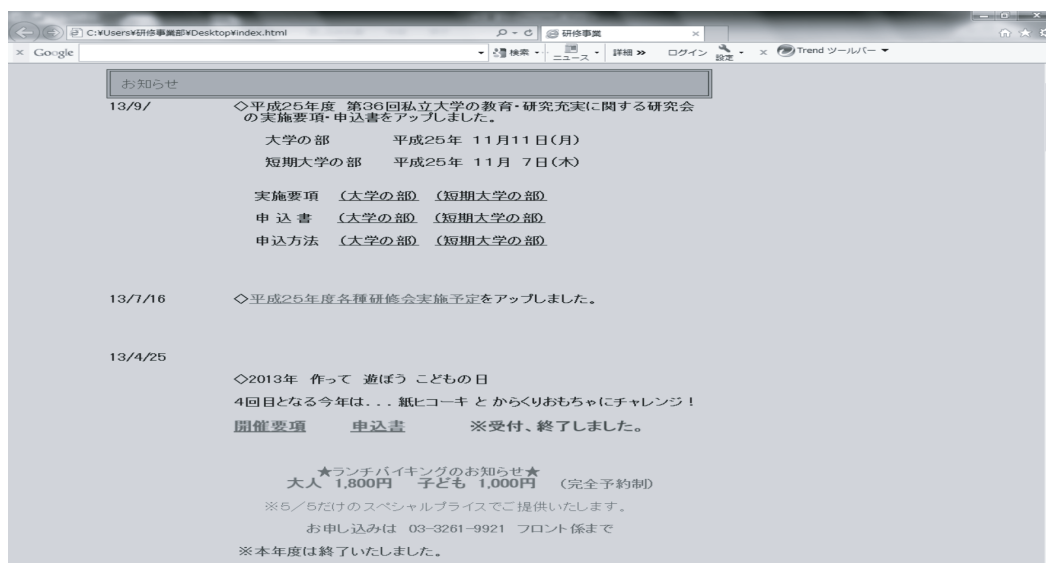 C:¥Users¥研修事業部¥Desktop¥index.html
研修事業
×
× Google
検索
ニュース
詳細 »
ログイン
設定
× Trend ツールバー
お知らせ
13/9/ ◇平成25年度 第36回私立大学の教育・研究充実に関する研究会
の実施要項・申込書をアップしました。
大学の部 平成25年 11月11日(月)
短期大学の部 平成25年 11月 7日(木)
実施要項 (大学の部) (短期大学の部)
申 込 書 (大学の部) (短期大学の部)
申込方法 (大学の部) (短期大学の部)
13/7/16 ◇平成25年度各種研修会実施予定をアップしました。
13/4/25
◇2013年 作って 遊ぼう こどもの日
4回目となる今年は... 紙ヒコーキ と からくりおもちゃにチャレンジ！
開催要項 申込書 ※受付、終了しました。
★ランチバイキングのお知らせ★
大人 1,800円 子ども 1,000円 (完全予約制)
※5/5だけのスペシャルプライスでご提供いたします。
お申し込みは 03-3261-9921 フロント係まで
※本年度は終了いたしました。